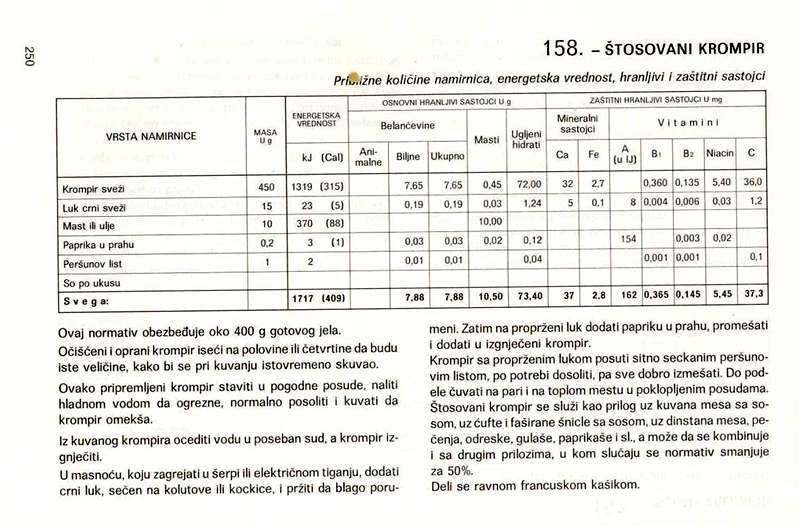 250
158. – ŠTOSOVANI KROMPIR
Približne količine namirnica, energetska vrednost, hranljivi i zaštitni sastojci
VRSTA NAMIRNICE MASA U g ENERGETSKA VREDNOST OSNOVNI HRANLJIVI SASTOJCI U g ZAŠTITNI HRANLJIVI SASTOJCI U mg
Belančevine Masti Ugljeni hidrati Mineralni sastojci Vitamini
kJ (Cal) Ani-malne Biljne Ukupno Ca Fe A (u IJ) B1 B2 Niacin C
Krompir sveži 450 1319 (315) 7,65 7,65 0,45 72,00 32 2,7 0,360 0,135 5,40 36,0
Luk crni sveži 15 23 (5) 0,19 0,19 0,03 1,24 5 0,1 8 0,004 0,006 0,03 1,2
Mast ili ulje 10 370 (88) 10,00
Paprika u prahu 0,2 3 (1) 0,03 0,03 0,02 0,12 154 0,003 0,02
Peršunov list 1 2 0,01 0,01 0,04 0,001 0,001 0,1
So po ukusu
Svega: 1717 (409) 7,88 7,88 10,50 73,40 37 2,8 162 0,365 0,145 5,45 37,3
Ovaj normativ obezbeđuje oko 400 g gotovog jela.
Očišćeni i oprani krompir iseći na polovine ili četvrtine da budu
iste veličine, kako bi se pri kuvanju istovremeno skuvao.
Ovako pripremljeni krompir staviti u pogodne posude, naliti
hladnom vodom da ogrezne, normalno posoliti i kuvati da
krompir omekša.
Iz kuvanog krompira ocediti vodu u poseban sud, a krompir iz-
gnječiti.
U masnoću, koju zagrejati u šerpi ili električnom tiganju, dodati
crni luk, sečen na kolutove ili kockice, i pržiti da blago poru-
meni. Zatim na proprženi luk dodati papriku u prahu, promešati
i dodati u izgnječeni krompir.
Krompir sa proprženim lukom posuti sitno seckanim peršuno-
vim listom, po potrebi dosoliti, pa sve dobro izmešati. Do pod-
ele čuvati na pari i na toplom mestu u poklopljenim posudama.
Štosovani krompir se služi kao prilog uz kuvana mesa sa so-
som, uz ćufte i faširane šnicle sa sosom, uz dinstana mesa, pe-
čenja, odreske, gulaše, paprikaše i sl., a može da se kombinuje
i sa drugim prilozima, u kom slučaju se normativ smanjuje
za 50%.
Deli se ravnom francuskom kašikom.